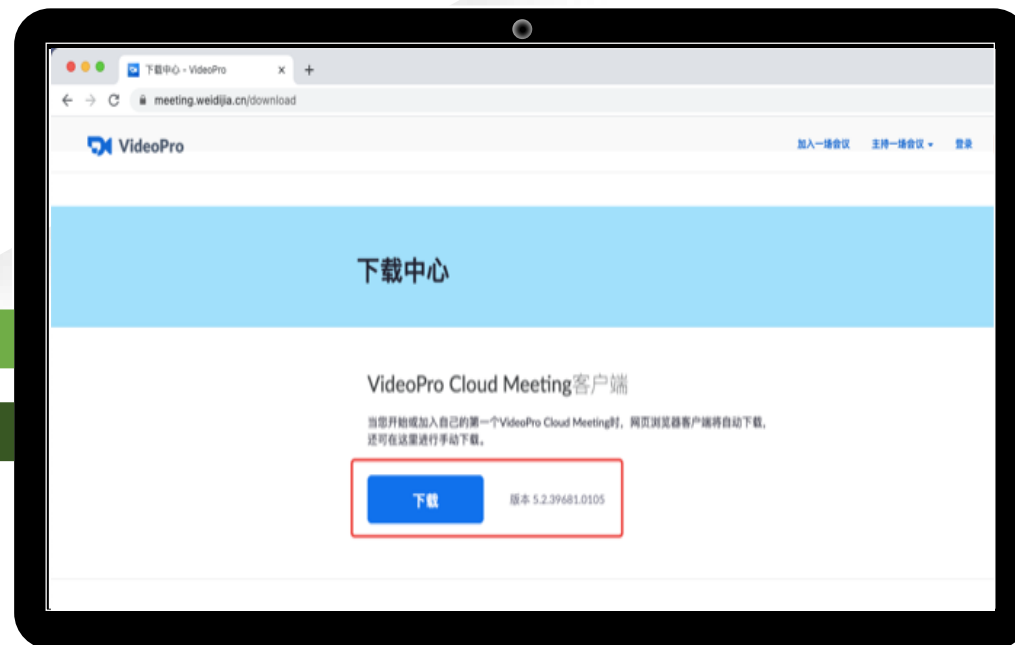 下载中心 - VideoPro
meeting.weidijia.cn/download
VideoPro
加入一场会议 主持一场会议 登录
下载中心
VideoPro Cloud Meeting客户端
当您开始或加入自己的第一个VideoPro Cloud Meeting时，网页浏览器客户端将自动下载，
还可在这里进行手动下载。
下载 版本 5.2.39681.0105